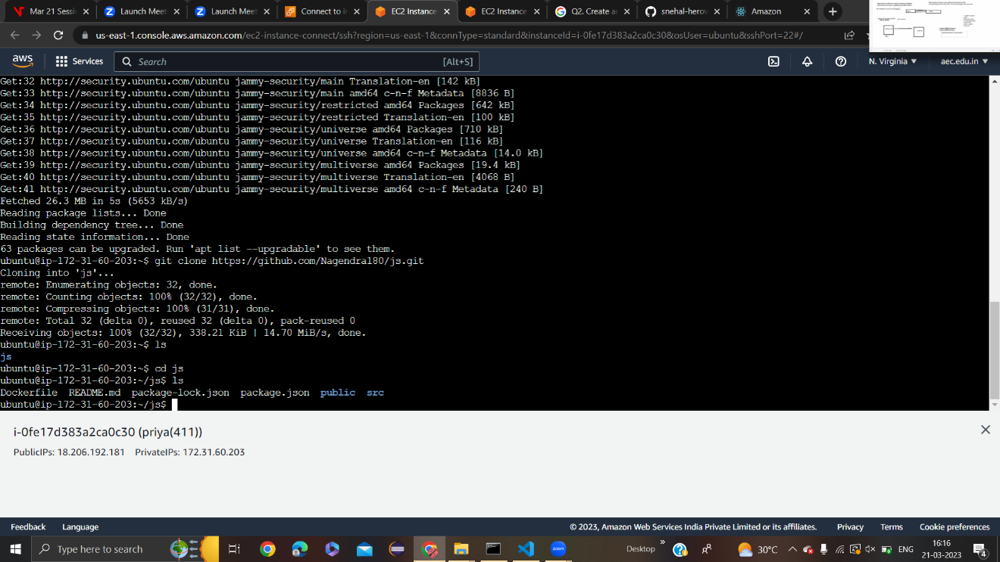 Mar 21 Sessi
Launch Meet
Launch Meet
Connect to in
EC2 Instance
EC2 Instance
Q2. Create an
snehal-herov
Amazon
us-east-1.console.aws.amazon.com/ec2-instance-connect/ssh?region=us-east-1&connType=standard&instanceId=i-0fe17d383a2ca0c30&osUser=ubuntu&sshPort=22#/
aws
Services
Search
[Alt+S]
N. Virginia
aec.edu.in
Get:32 http://security.ubuntu.com/ubuntu jammy-security/main Translation-en [142 kB]
Get:33 http://security.ubuntu.com/ubuntu jammy-security/main amd64 c-n-f Metadata [8836 B]
Get:34 http://security.ubuntu.com/ubuntu jammy-security/restricted amd64 Packages [642 kB]
Get:35 http://security.ubuntu.com/ubuntu jammy-security/restricted Translation-en [100 kB]
Get:36 http://security.ubuntu.com/ubuntu jammy-security/universe amd64 Packages [710 kB]
Get:37 http://security.ubuntu.com/ubuntu jammy-security/universe Translation-en [116 kB]
Get:38 http://security.ubuntu.com/ubuntu jammy-security/universe amd64 c-n-f Metadata [14.0 kB]
Get:39 http://security.ubuntu.com/ubuntu jammy-security/multiverse amd64 Packages [19.4 kB]
Get:40 http://security.ubuntu.com/ubuntu jammy-security/multiverse Translation-en [4068 B]
Get:41 http://security.ubuntu.com/ubuntu jammy-security/multiverse amd64 c-n-f Metadata [240 B]
Fetched 26.3 MB in 5s (5653 kB/s)
Reading package lists... Done
Building dependency tree... Done
Reading state information... Done
63 packages can be upgraded. Run 'apt list --upgradable' to see them.
ubuntu@ip-172-31-60-203:~$ git clone https://github.com/Nagendra180/js.git
Cloning into 'js'...
remote: Enumerating objects: 32, done.
remote: Counting objects: 100% (32/32), done.
remote: Compressing objects: 100% (31/31), done.
remote: Total 32 (delta 0), reused 32 (delta 0), pack-reused 0
Receiving objects: 100% (32/32), 338.21 KiB | 14.70 MiB/s, done.
ubuntu@ip-172-31-60-203:~$ ls
js
ubuntu@ip-172-31-60-203:~$ cd js
ubuntu@ip-172-31-60-203:~/js$ ls
Dockerfile README.md package-lock.json package.json public src
ubuntu@ip-172-31-60-203:~/js$
i-0fe17d383a2ca0c30 (priya(411))
PublicIPs: 18.206.192.181 PrivateIPs: 172.31.60.203
Feedback Language
© 2023, Amazon Web Services India Private Limited or its affiliates. Privacy Terms Cookie preferences
Type here to search
Desktop
30°C
ENG
16:16
21-03-2023
4